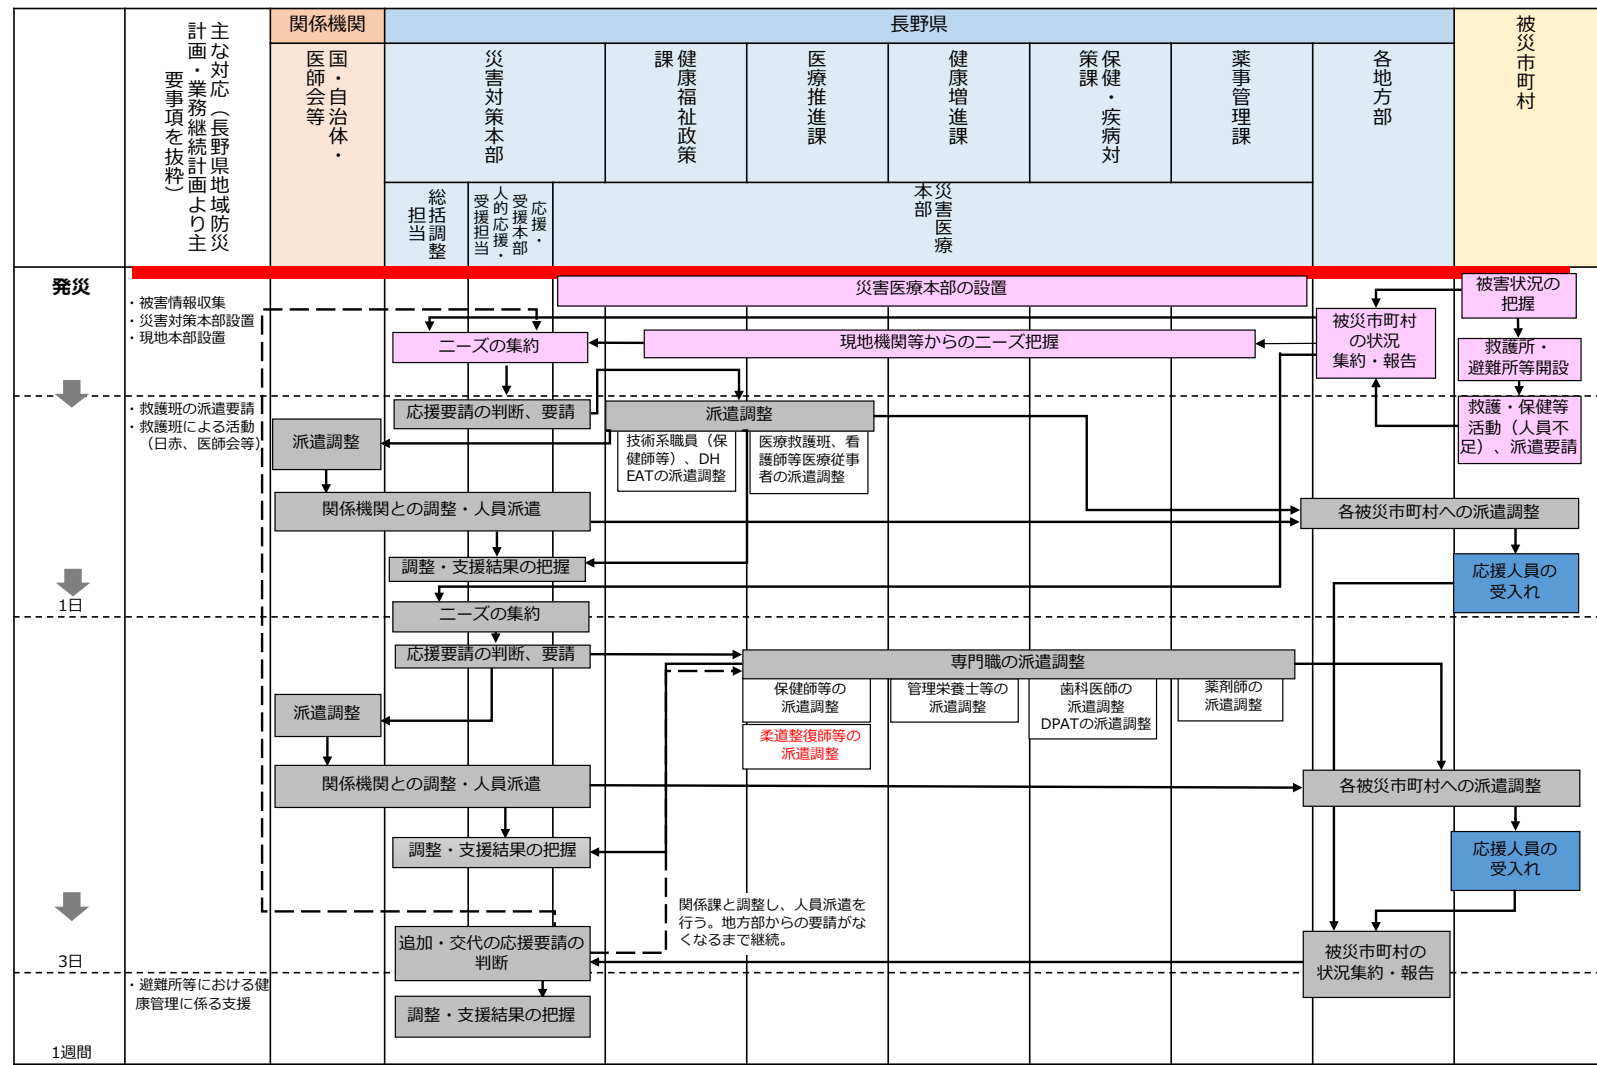 主な対応（長野県地域防災
計画・業務継続計画より主
要事項を抜粋）
関係機関
国・自治体・
医師会等
長野県
災害対策本部
健康福祉政策
課
医療推進課
健康増進課
保健・疾病対
策課
薬事管理課
各地方部
被災市町村
総括調整
担当
応援・
受援本部
人的応援・
受援担当
災害医療
本部
発災
・被害情報収集
・災害対策本部設置
・現地本部設置
災害医療本部の設置
被害状況の
把握
ニーズの集約
現地機関等からのニーズ把握
被災市町村
の状況
集約・報告
救護所・
避難所等開設
・救護班の派遣要請
・救護班による活動
（日赤、医師会等）
応援要請の判断、要請
派遣調整
派遣調整
技術系職員（保
健師等）、DH
EATの派遣調整
医療救護班、看
護師等医療従事
者の派遣調整
救護・保健等
活動（人員不
足）、派遣要請
関係機関との調整・人員派遣
各被災市町村への派遣調整
調整・支援結果の把握
応援人員の
受入れ
1日
ニーズの集約
応援要請の判断、要請
専門職の派遣調整
派遣調整
保健師等の
派遣調整
柔道整復師等の
派遣調整
管理栄養士等の
派遣調整
歯科医師の
派遣調整
DPATの派遣調整
薬剤師の
派遣調整
関係機関との調整・人員派遣
各被災市町村への派遣調整
調整・支援結果の把握
応援人員の
受入れ
関係課と調整し、人員派遣を
行う。地方部からの要請がな
くなるまで継続。
追加・交代の応援要請の
判断
被災市町村の
状況集約・報告
3日
・避難所等における健
康管理に係る支援
調整・支援結果の把握
1週間